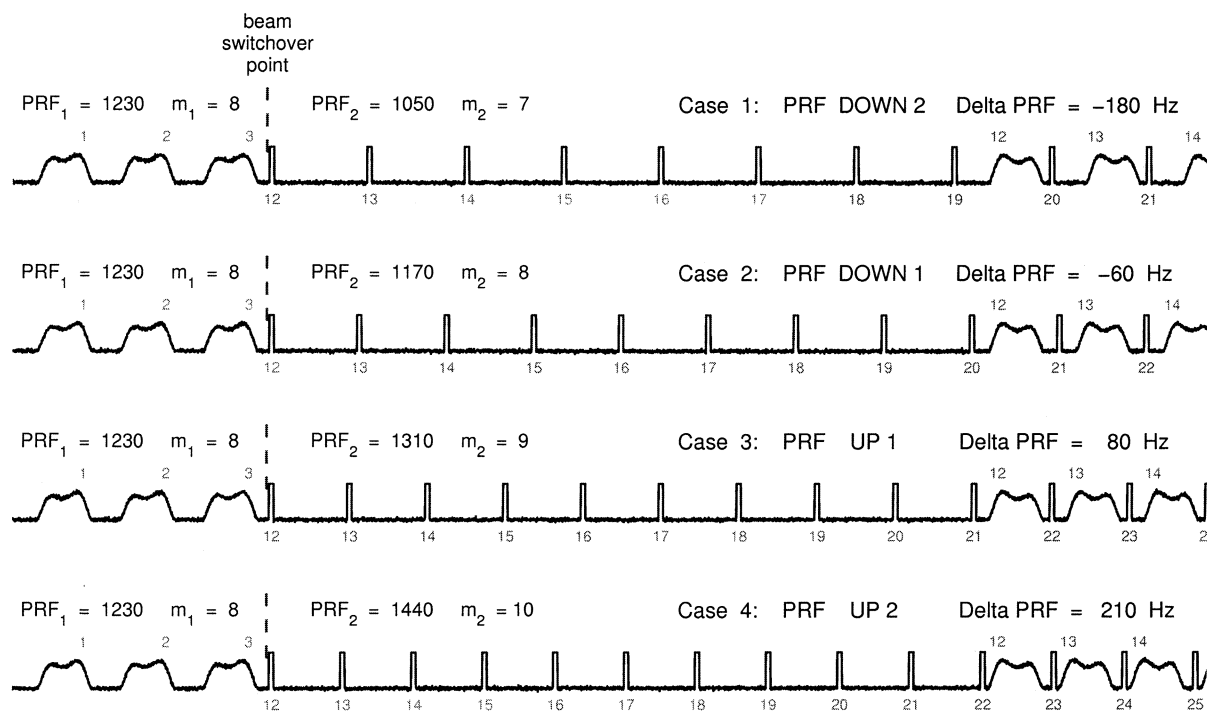 beam
switchover
point
PRF₁ = 1230 m₁ = 8 PRF₂ = 1050 m₂ = 7 Case 1: PRF DOWN 2 Delta PRF = −180 Hz
1 2 3 12 13 14
12 13 14 15 16 17 18 19 20 21
PRF₁ = 1230 m₁ = 8 PRF₂ = 1170 m₂ = 8 Case 2: PRF DOWN 1 Delta PRF = −60 Hz
1 2 3 12 13 14
12 13 14 15 16 17 18 19 20 21 22
PRF₁ = 1230 m₁ = 8 PRF₂ = 1310 m₂ = 9 Case 3: PRF UP 1 Delta PRF = 80 Hz
1 2 3 12 13 14
12 13 14 15 16 17 18 19 20 21 22 23
PRF₁ = 1230 m₁ = 8 PRF₂ = 1440 m₂ = 10 Case 4: PRF UP 2 Delta PRF = 210 Hz
1 2 3 12 13 14
12 13 14 15 16 17 18 19 20 21 22 23 24 25